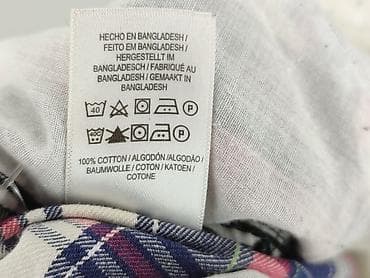 HECHO EN BANGLADESH /
FEITO EM BANGLADESH /
HERGESTELLT IM
BANGLADESCH / FABRIQUÉ AU
BANGLADESH / GEMAAKT IN
BANGLADESH
40 P
P
100% COTTON / ALGODÓN /ALGODÃO /
BAUMWOLLE / COTON / KATOEN /
COTONE